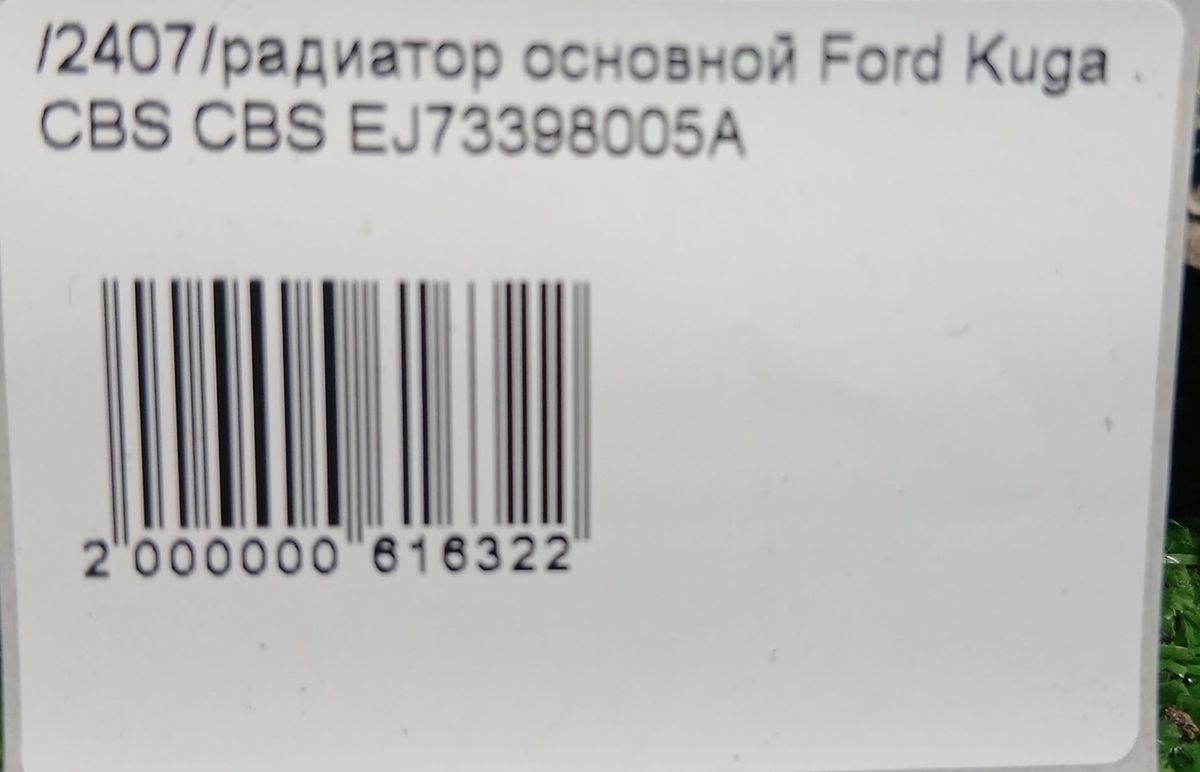 /2407/радиатор основной Ford Kuga .
CBS CBS EJ73398005A
2 000000 616322